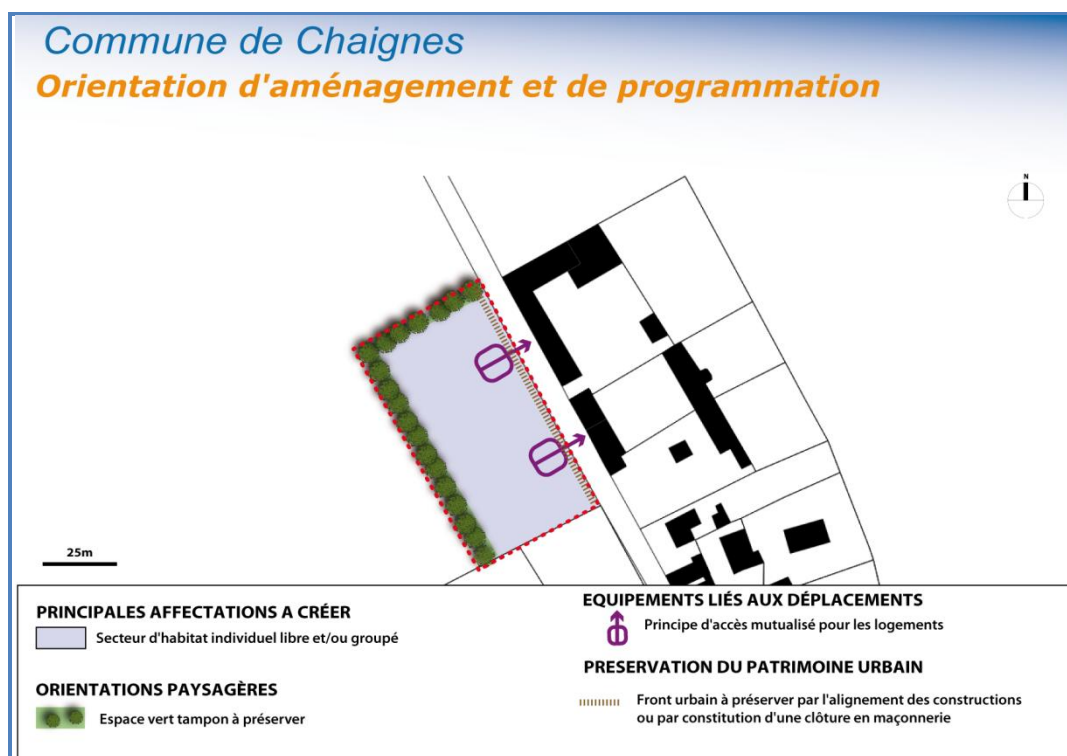 Commune de Chaignes
Orientation d'aménagement et de programmation
N
25m
PRINCIPALES AFFECTATIONS A CRÉER
Secteur d'habitat individuel libre et/ou groupé
ORIENTATIONS PAYSAGÈRES
Espace vert tampon à préserver
EQUIPEMENTS LIÉS AUX DÉPLACEMENTS
Principe d'accès mutualisé pour les logements
PRESERVATION DU PATRIMOINE URBAIN
Front urbain à préserver par l'alignement des constructions
ou par constitution d'une clôture en maçonnerie